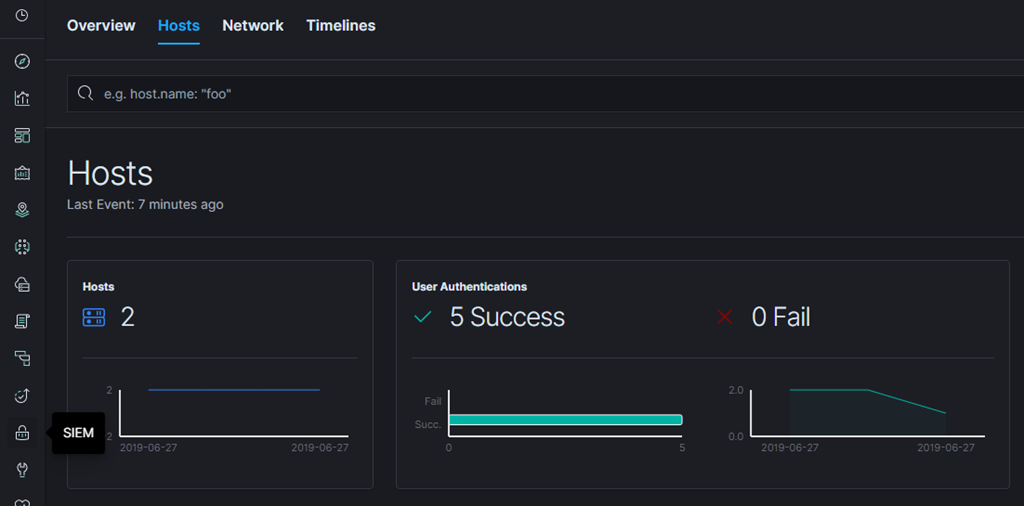 Overview Hosts Network Timelines
e.g. host.name: "foo"
Hosts
Last Event: 7 minutes ago
Hosts
2
2
2
2019-06-27 2019-06-27
User Authentications
5 Success 0 Fail
Fail
Succ.
0 5
2.0
0.0
2019-06-27 2019-06-27
SIEM